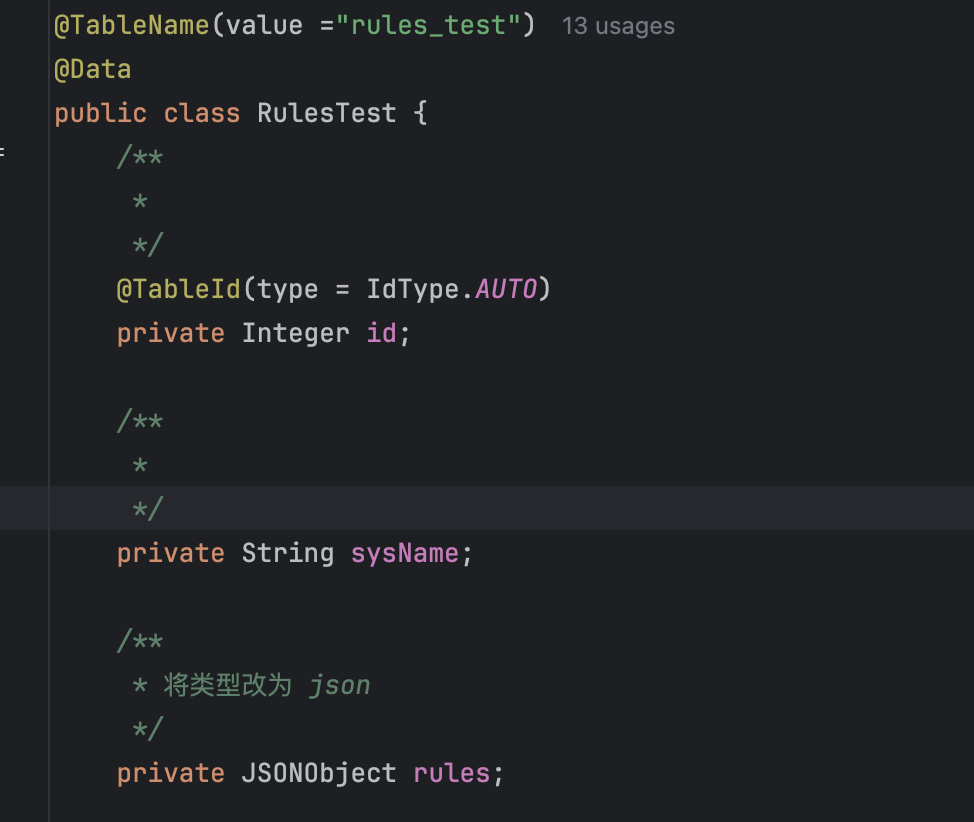 @TableName(value ="rules_test") 13 usages
@Data
public class RulesTest {
/**
*
*/
@TableId(type = IdType.AUTO)
private Integer id;
/**
*
*/
private String sysName;
/**
* 将类型改为 json
*/
private JSONObject rules;